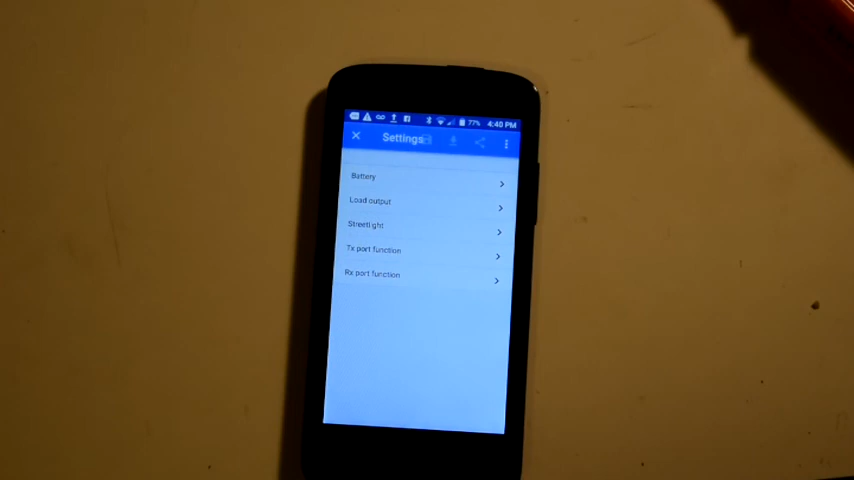 77% 4:40 PM
Settings
Battery
Load output
Streetlight
Tx port function
Rx port function